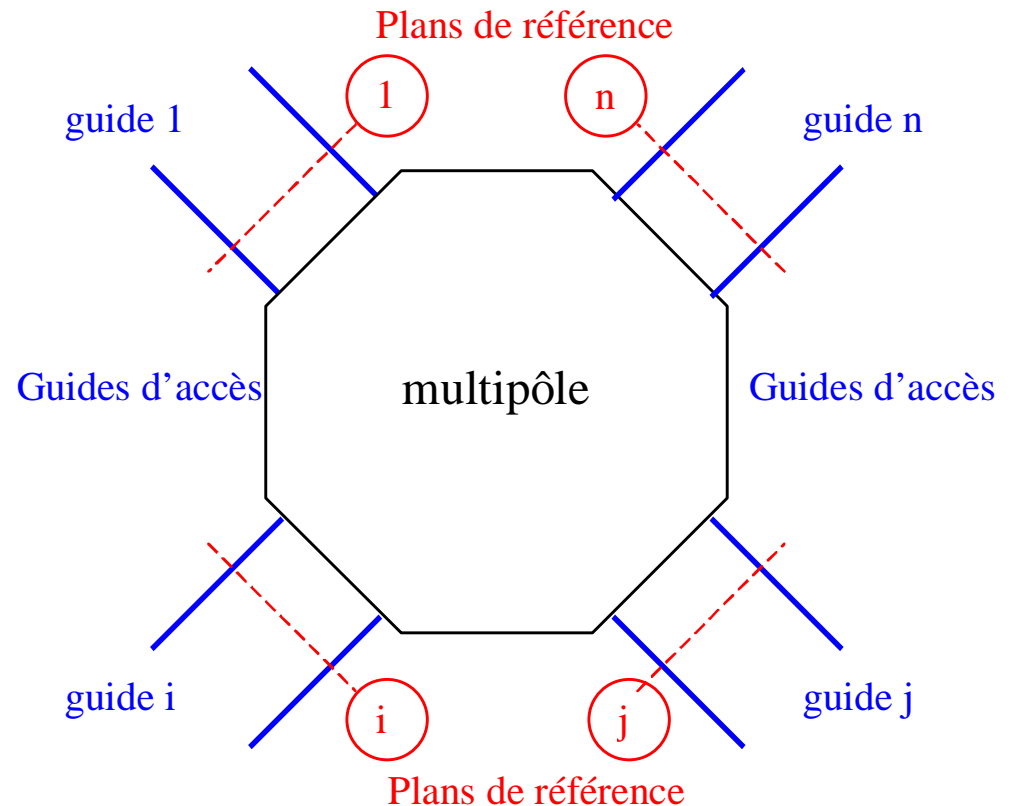 Plans de référence
1
n
guide 1
guide n
Guides d'accès
multipôle
Guides d'accès
guide i
guide j
i
j
Plans de référence